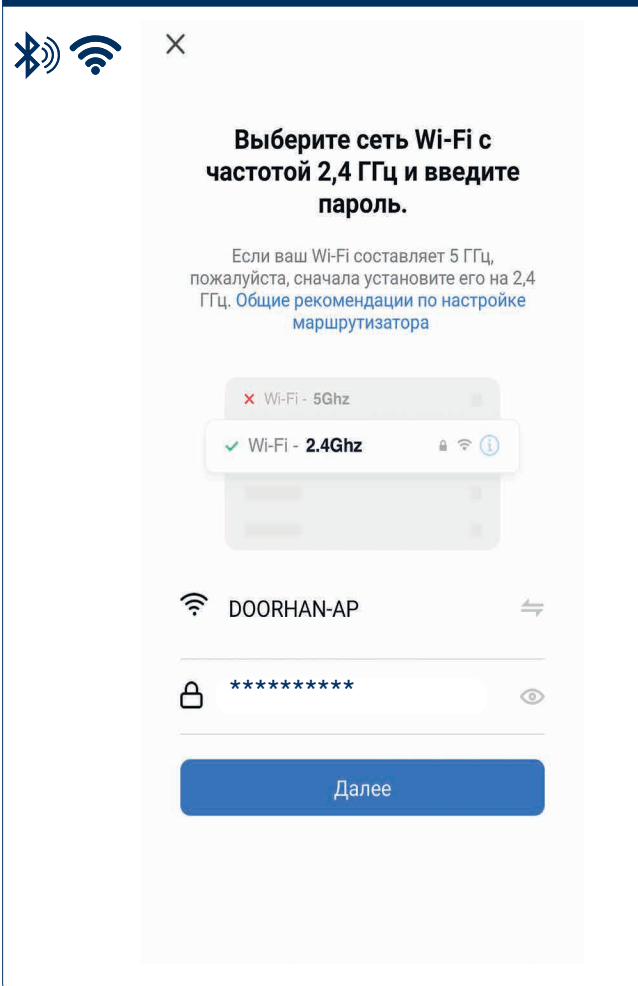 Выберите сеть Wi-Fi с
частотой 2,4 ГГц и введите
пароль.
Если ваш Wi-Fi составляет 5 ГГц,
пожалуйста, сначала установите его на 2,4
ГГц. Общие рекомендации по настройке
маршрутизатора
Wi-Fi - 5Ghz
Wi-Fi - 2.4Ghz
DOORHAN-AP
**********
Далее